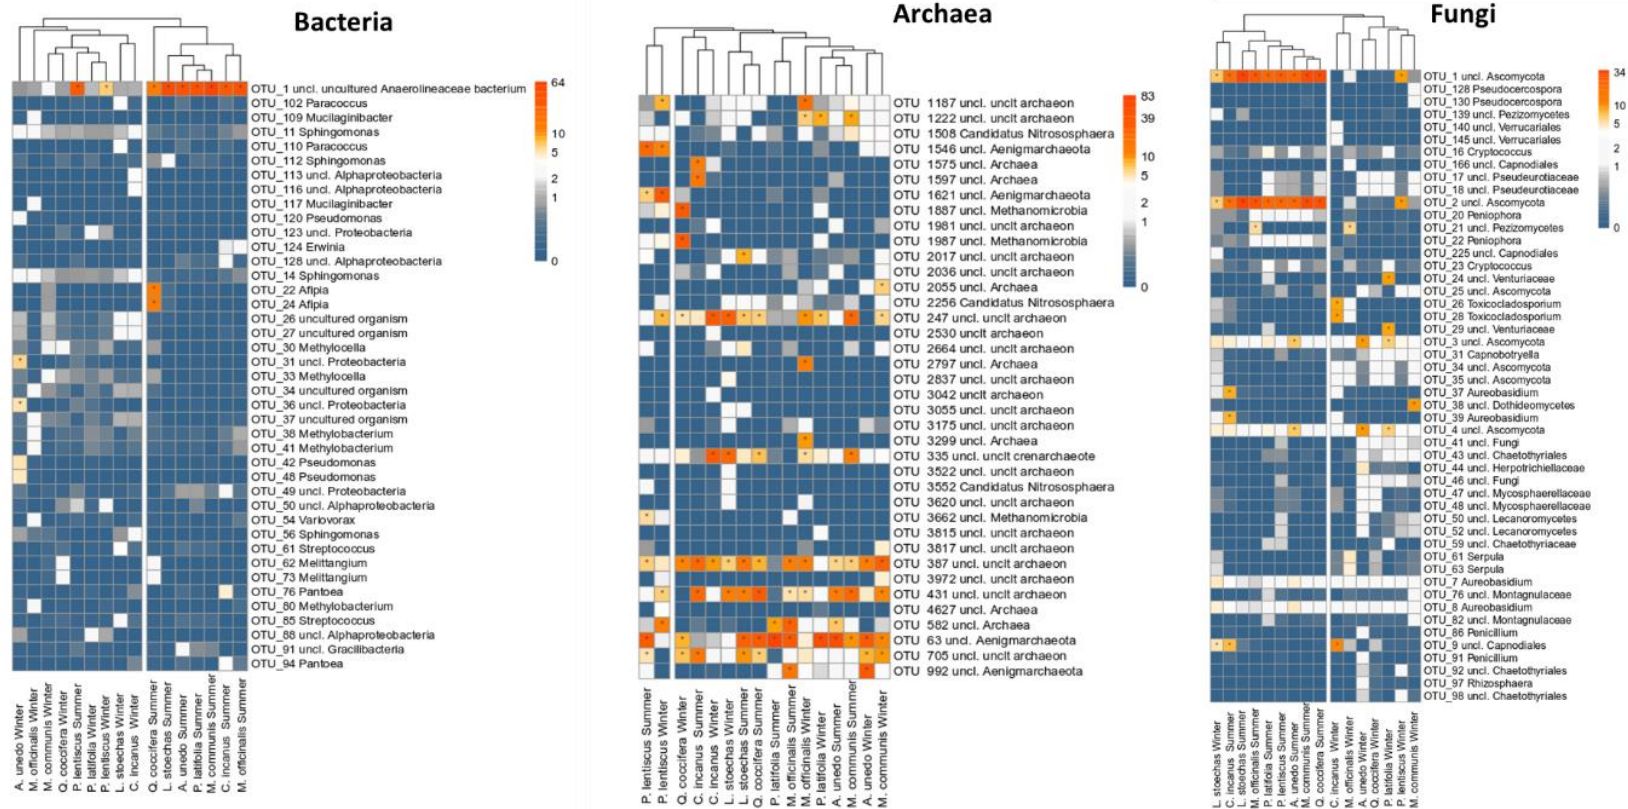 Bacteria
64
10
5
2
1
0
OTU_1 uncl. uncultured Anaerolineaceae bacterium
OTU_102 Paracoccus
OTU_109 Mucilaginibacter
OTU_11 Sphingomonas
OTU_110 Paracoccus
OTU_112 Sphingomonas
OTU_113 uncl. Alphaproteobacteria
OTU_116 uncl. Alphaproteobacteria
OTU_117 Mucilaginibacter
OTU_120 Pseudomonas
OTU_123 uncl. Proteobacteria
OTU_124 Erwinia
OTU_128 uncl. Alphaproteobacteria
OTU_14 Sphingomonas
OTU_22 Afipia
OTU_24 Afipia
OTU_26 uncultured organism
OTU_27 uncultured organism
OTU_30 Methylocella
OTU_31 uncl. Proteobacteria
OTU_33 Methylocella
OTU_34 uncultured organism
OTU_36 uncl. Proteobacteria
OTU_37 uncultured organism
OTU_38 Methylobacterium
OTU_41 Methylobacterium
OTU_42 Pseudomonas
OTU_48 Pseudomonas
OTU_49 uncl. Proteobacteria
OTU_50 uncl. Alphaproteobacteria
OTU_54 Variovorax
OTU_56 Sphingomonas
OTU_61 Streptococcus
OTU_62 Melittangium
OTU_73 Melittangium
OTU_76 Pantoea
OTU_80 Methylobacterium
OTU_85 Streptococcus
OTU_88 uncl. Alphaproteobacteria
OTU_91 uncl. Gracilibacteria
OTU_94 Pantoea
A. unedo Winter
M. officinalis Winter
M. communis Winter
Q. coccifera Winter
P. lentiscus Summer
P. latifolia Winter
P. lentiscus Winter
L. stoechas Winter
C. incanus Winter
Q. coccifera Summer
L. stoechas Summer
A. unedo Summer
P. latifolia Summer
M. communis Summer
C. incanus Summer
M. officinalis Summer
Archaea
83
39
10
5
2
1
0
OTU 1187 uncl. unclt archaeon
OTU 1222 uncl. unclt archaeon
OTU 1508 Candidatus Nitrososphaera
OTU 1546 uncl. Aenigmarchaeota
OTU 1575 uncl. Archaea
OTU 1597 uncl. Archaea
OTU 1621 uncl. Aenigmarchaeota
OTU 1887 uncl. Methanomicrobia
OTU 1981 uncl. unclt archaeon
OTU 1987 uncl. Methanomicrobia
OTU 2017 uncl. unclt archaeon
OTU 2036 uncl. unclt archaeon
OTU 2055 uncl. Archaea
OTU 2256 Candidatus Nitrososphaera
OTU 247 uncl. unclt archaeon
OTU 2530 unclt archaeon
OTU 2664 uncl. unclt archaeon
OTU 2797 uncl. Archaea
OTU 2837 uncl. unclt archaeon
OTU 3042 unclt archaeon
OTU 3055 uncl. unclt archaeon
OTU 3175 uncl. unclt archaeon
OTU 3299 uncl. Archaea
OTU 335 uncl. unclt crenarchaeote
OTU 3522 uncl. unclt archaeon
OTU 3552 Candidatus Nitrososphaera
OTU 3620 uncl. unclt archaeon
OTU 3662 uncl. Methanomicrobia
OTU 3815 uncl. unclt archaeon
OTU 3817 uncl. unclt archaeon
OTU 387 uncl. unclt archaeon
OTU 3972 uncl. unclt archaeon
OTU 431 uncl. unclt archaeon
OTU 4627 uncl. Archaea
OTU 582 uncl. Archaea
OTU 63 uncl. Aenigmarchaeota
OTU 705 uncl. unclt archaeon
OTU 992 uncl. Aenigmarchaeota
P. lentiscus Summer
P. lentiscus Winter
Q. coccifera Winter
C. incanus Summer
C. incanus Winter
L. stoechas Winter
L. stoechas Summer
Q. coccifera Summer
P. latifolia Summer
M. officinalis Summer
M. officinalis Winter
P. latifolia Winter
A. unedo Summer
M. communis Summer
A. unedo Winter
M. communis Winter
Fungi
34
10
5
2
1
0
OTU_1 uncl. Ascomycota
OTU_128 Pseudocercospora
OTU_130 Pseudocercospora
OTU_139 uncl. Pezizomycetes
OTU_140 uncl. Verrucariales
OTU_145 uncl. Verrucariales
OTU_16 Cryptococcus
OTU_166 uncl. Capnodiales
OTU_17 uncl. Pseudeurotiaceae
OTU_18 uncl. Pseudeurotiaceae
OTU_2 uncl. Ascomycota
OTU_20 Peniophora
OTU_21 uncl. Pezizomycetes
OTU_22 Peniophora
OTU_225 uncl. Capnodiales
OTU_23 Cryptococcus
OTU_24 uncl. Venturiaceae
OTU_25 uncl. Ascomycota
OTU_26 Toxicocladosporium
OTU_28 Toxicocladosporium
OTU_29 uncl. Venturiaceae
OTU_3 uncl. Ascomycota
OTU_31 Capnobotryella
OTU_34 uncl. Ascomycota
OTU_35 uncl. Ascomycota
OTU_37 Aureobasidium
OTU_38 uncl. Dothideomycetes
OTU_39 Aureobasidium
OTU_4 uncl. Ascomycota
OTU_41 uncl. Fungi
OTU_43 uncl. Chaetothyriales
OTU_44 uncl. Herpotrichiellaceae
OTU_46 uncl. Fungi
OTU_47 uncl. Mycosphaerellaceae
OTU_48 uncl. Mycosphaerellaceae
OTU_50 uncl. Lecanoromycetes
OTU_52 uncl. Lecanoromycetes
OTU_59 uncl. Chaetothyriaceae
OTU_61 Serpula
OTU_63 Serpula
OTU_7 Aureobasidium
OTU_76 uncl. Montagnulaceae
OTU_8 Aureobasidium
OTU_82 uncl. Montagnulaceae
OTU_86 Penicillium
OTU_9 uncl. Capnodiales
OTU_91 Penicillium
OTU_92 uncl. Chaetothyriales
OTU_97 Rhizosphaera
OTU_98 uncl. Chaetothyriales
L. stoechas Winter
C. incanus Summer
L. stoechas Summer
M. officinalis Summer
P. latifolia Summer
P. lentiscus Summer
A. unedo Summer
M. communis Summer
Q. coccifera Summer
C. incanus Winter
M. officinalis Winter
A. unedo Winter
Q. coccifera Winter
P. latifolia Winter
P. lentiscus Winter
M. communis Winter